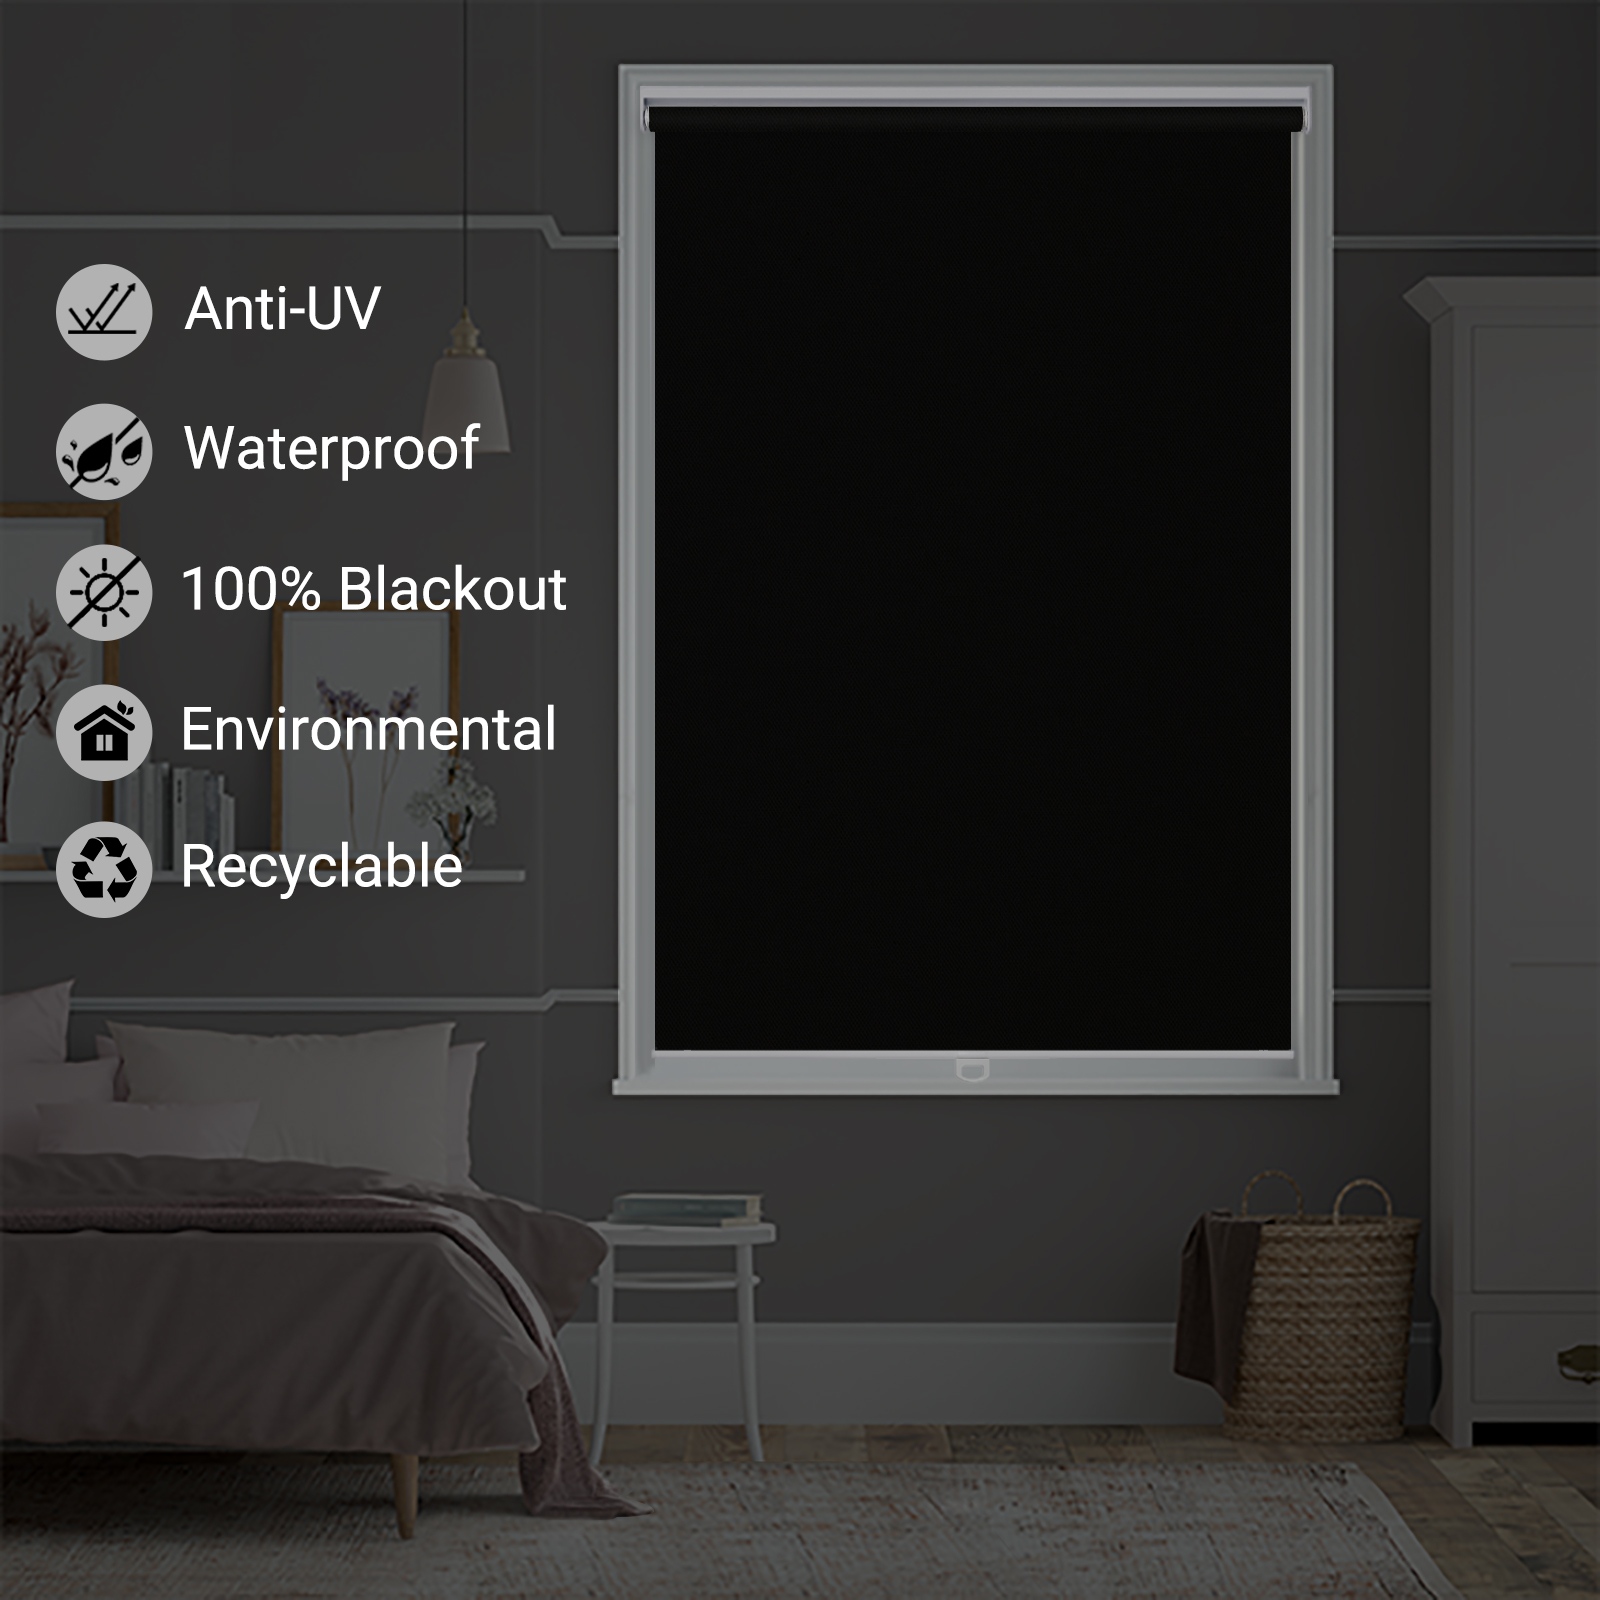 Anti-UV
Waterproof
100% Blackout
Environmental
Recyclable